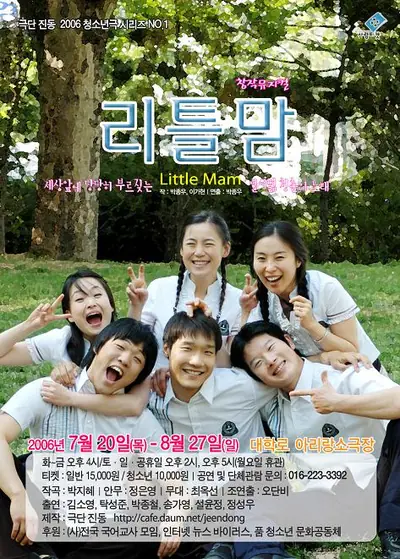 극단 진동 2006 청소년극 시리즈 NO 1
창작뮤지컬
리틀맘
세상앞에 당당히 부르짖는
Little Mam
작 : 박종우, 이가현 | 연출 : 박종우
2006년 7월 20일(목) - 8월 27일(일) 대학로 아리랑소극장
화-금 오후 4시/토·일·공휴일 오후 2시, 오후 5시(월요일 휴관)
티켓 : 일반 15,000원 / 청소년 10,000원 | 공연 및 단체관람 문의 : 016-223-3392
작곡 : 박지혜 | 안무 : 정은영 | 무대 : 최옥선 | 조연출 : 오단비
출연 : 김소영, 탁성준, 박종철, 송가영, 설윤정, 정성우
제작 : 극단 진동 http://cafe.daum.net/jeendong
후원 : (사)전국 국어교사 모임, 인터넷 뉴스 바이러스, 품 청소년 문화공동체